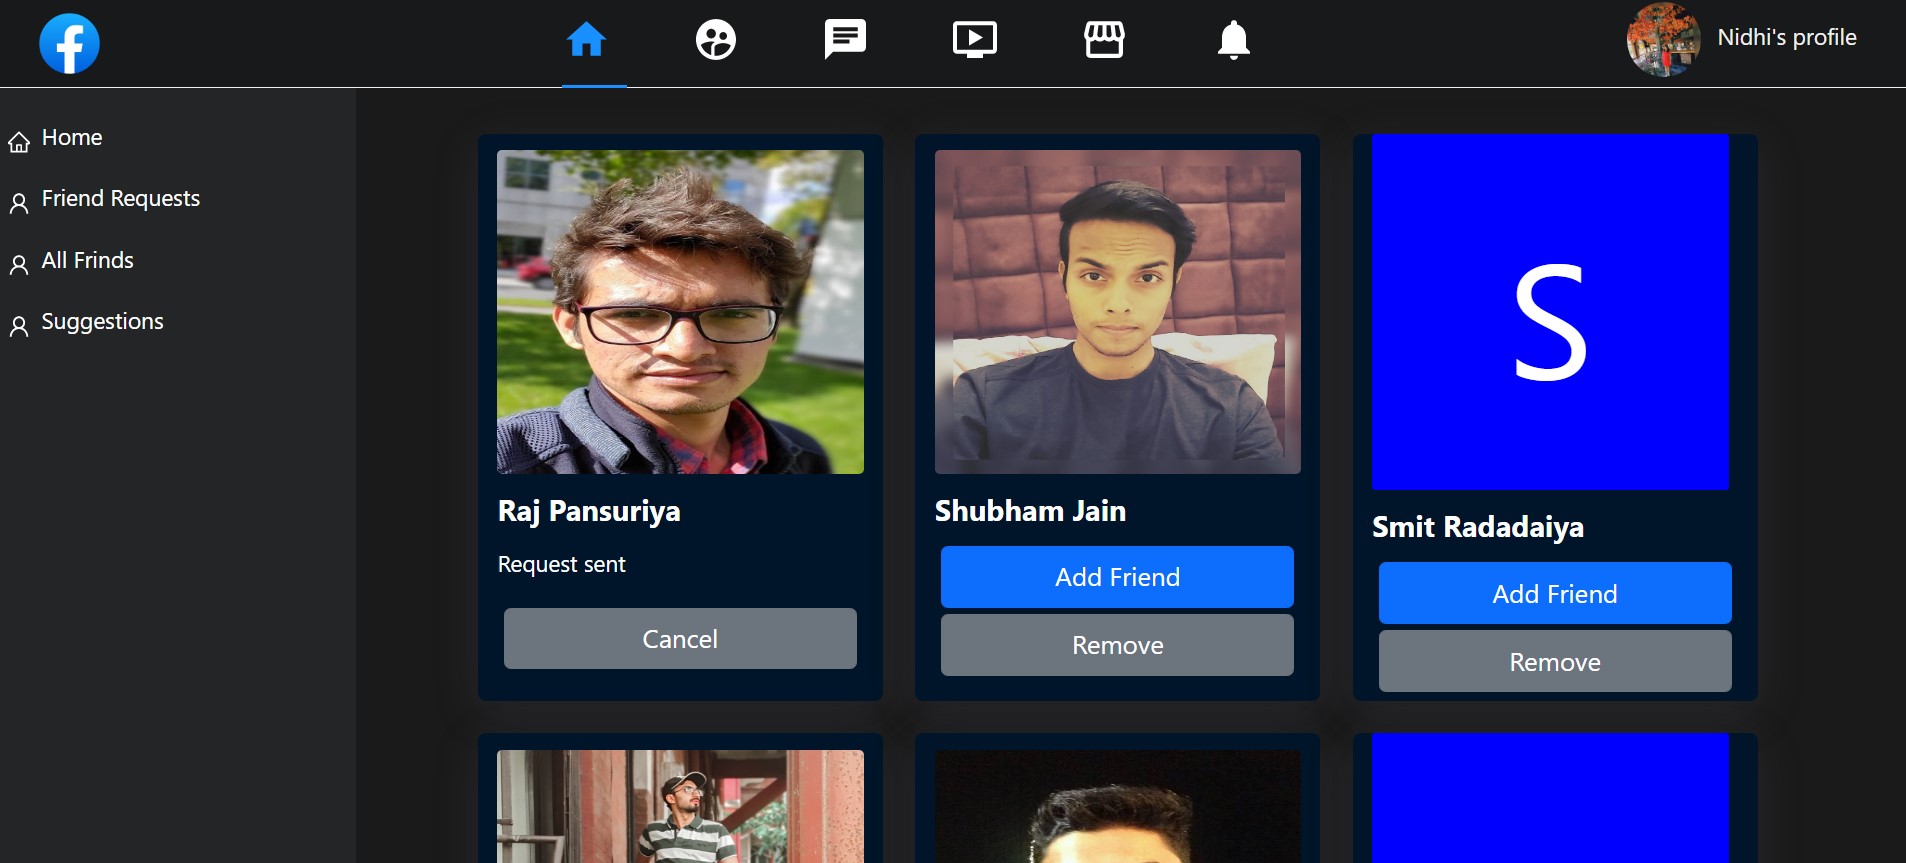 f
Nidhi's profile
Home
Friend Requests
All Frinds
Suggestions
S
Raj Pansuriya
Request sent
Cancel
Shubham Jain
Add Friend
Remove
Smit Radadaiya
Add Friend
Remove